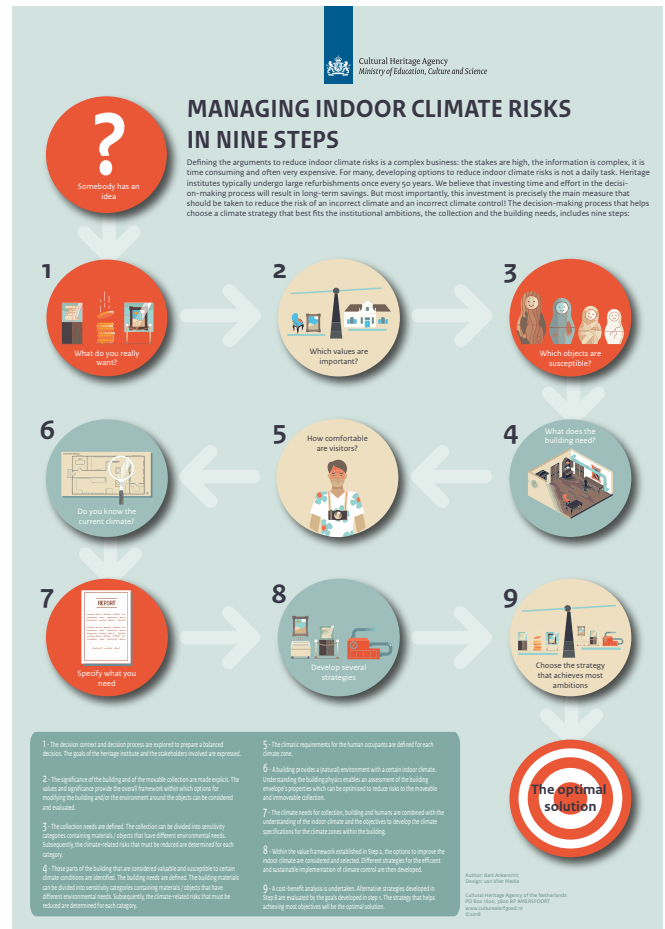 Cultural Heritage Agency
Ministry of Education, Culture and Science
MANAGING INDOOR CLIMATE RISKS
IN NINE STEPS
Defining the arguments to reduce indoor climate risks is a complex business: the stakes are high, the information is complex, it is
time consuming and often very expensive. For many, developing options to reduce indoor climate risks is not a daily task. Heritage
institutes typically undergo large refurbishments once every 50 years. We believe that investing time and effort in the decisi-
on-making process will result in long-term savings. But most importantly, this investment is precisely the main measure that
should be taken to reduce the risk of an incorrect climate and an incorrect climate control! The decision-making process that helps
choose a climate strategy that best fits the institutional ambitions, the collection and the building needs, includes nine steps:
?
Somebody has an
idea
1
What do you really
want?
2
Which values are
important?
3
Which objects are
susceptible?
4
What does the
building need?
5
How comfortable
are visitors?
6
Do you know the
current climate?
7
REPORT
Specify what you
need
8
Develop several
strategies
9
Choose the strategy
that achieves most
ambitions
The optimal
solution
1 - The decision context and decision process are explored to prepare a balanced
decision. The goals of the heritage institute and the stakeholders involved are expressed.
2 - The significance of the building and of the movable collection are made explicit. The
values and significance provide the overall framework within which options for
modifying the building and/or the environment around the objects can be considered
and evaluated.
3 - The collection needs are defined. The collection can be divided into sensitivity
categories containing materials / objects that have different environmental needs.
Subsequently, the climate-related risks that must be reduced are determined for each
category.
4 - Those parts of the building that are considered valuable and susceptible to certain
climate conditions are identified. The building needs are defined. The building materials
can be divided into sensitivity categories containing materials / objects that have
different environmental needs. Subsequently, the climate-related risks that must be
reduced are determined for each category.
5 - The climatic requirements for the human occupants are defined for each
climate zone.
6 - A building provides a (natural) environment with a certain indoor climate.
Understanding the building physics enables an assessment of the building
envelope's properties which can be optimised to reduce risks to the moveable
and immoveable collection.
7 - The climate needs for collection, building and humans are combined with the
understanding of the indoor climate and the objectives to develop the climate
specifications for the climate zones within the building.
8 - Within the value framework established in Step 2, the options to improve the
indoor climate are considered and selected. Different strategies for the efficient
and sustainable implementation of climate control are then developed.
9 - A cost-benefit analysis is undertaken. Alternative strategies developed in
Step 8 are evaluated by the goals developed in step 1. The strategy that helps
achieving most objectives will be the optimal solution.
Author: Bart Ankersmit
Design: van Vlier Media
Cultural Heritage Agency of the Netherlands
PO Box 1600, 3800 BP AMERSFOORT
www.cultureelerfgoed.nl
©2018